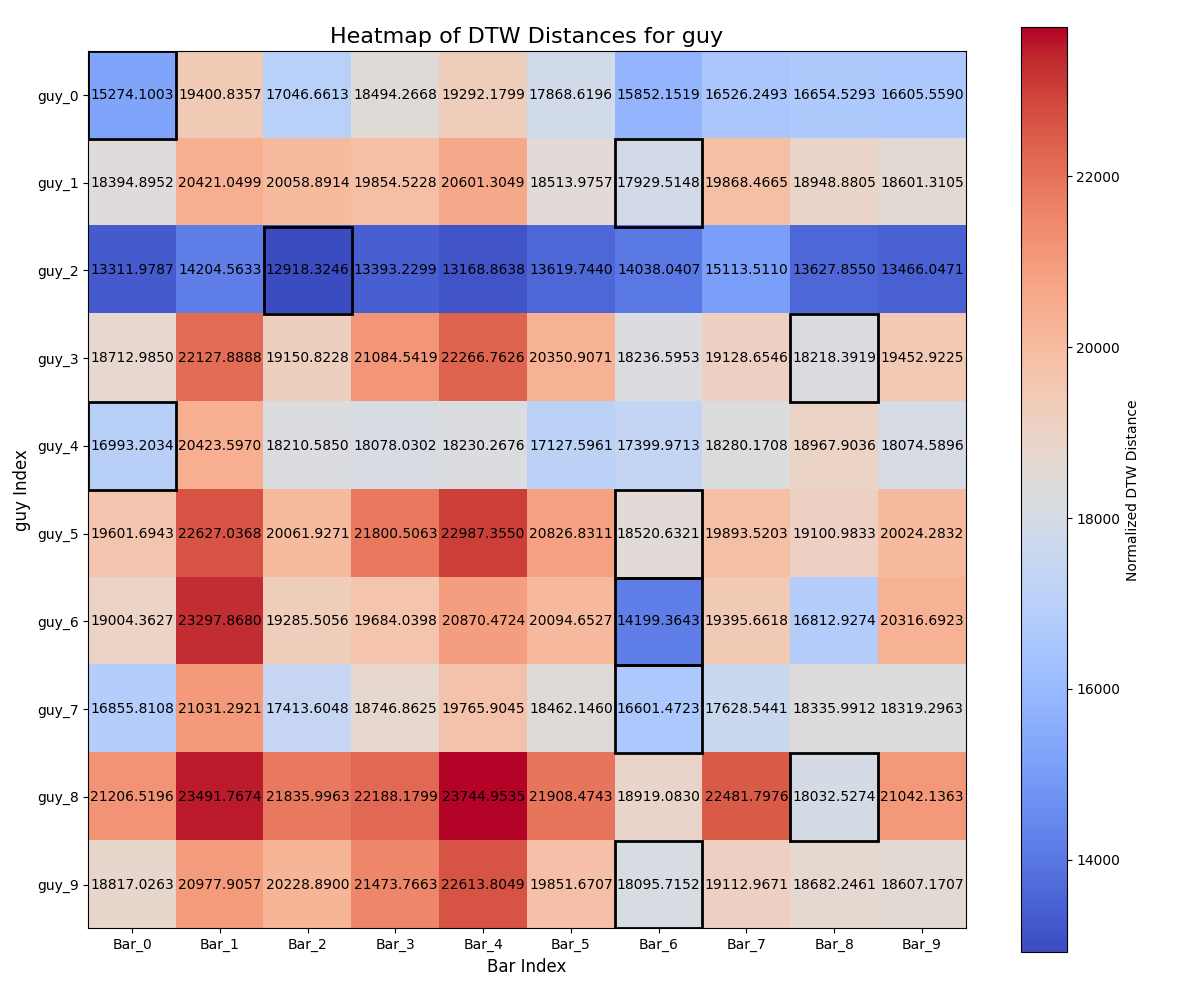 Heatmap of DTW Distances for guy
guy_0 15274.1003 19400.8357 17046.6613 18494.2668 19292.1799 17868.6196 15852.1519 16526.2493 16654.5293 16605.5590
guy_1 18394.8952 20421.0499 20058.8914 19854.5228 20601.3049 18513.9757 17929.5148 19868.4665 18948.8805 18601.3105
guy_2 13311.9787 14204.5633 12918.3246 13393.2299 13168.8638 13619.7440 14038.0407 15113.5110 13627.8550 13466.0471
guy_3 18712.9850 22127.8888 19150.8228 21084.5419 22266.7626 20350.9071 18236.5953 19128.6546 18218.3919 19452.9225
guy_4 16993.2034 20423.5970 18210.5850 18078.0302 18230.2676 17127.5961 17399.9713 18280.1708 18967.9036 18074.5896
guy_5 19601.6943 22627.0368 20061.9271 21800.5063 22987.3550 20826.8311 18520.6321 19893.5203 19100.9833 20024.2832
guy_6 19004.3627 23297.8680 19285.5056 19684.0398 20870.4724 20094.6527 14199.3643 19395.6618 16812.9274 20316.6923
guy_7 16855.8108 21031.2921 17413.6048 18746.8625 19765.9045 18462.1460 16601.4723 17628.5441 18335.9912 18319.2963
guy_8 21206.5196 23491.7674 21835.9963 22188.1799 23744.9535 21908.4743 18919.0830 22481.7976 18032.5274 21042.1363
guy_9 18817.0263 20977.9057 20228.8900 21473.7663 22613.8049 19851.6707 18095.7152 19112.9671 18682.2461 18607.1707
Bar_0 Bar_1 Bar_2 Bar_3 Bar_4 Bar_5 Bar_6 Bar_7 Bar_8 Bar_9
Bar Index
guy Index
22000
20000
18000
16000
14000
Normalized DTW Distance